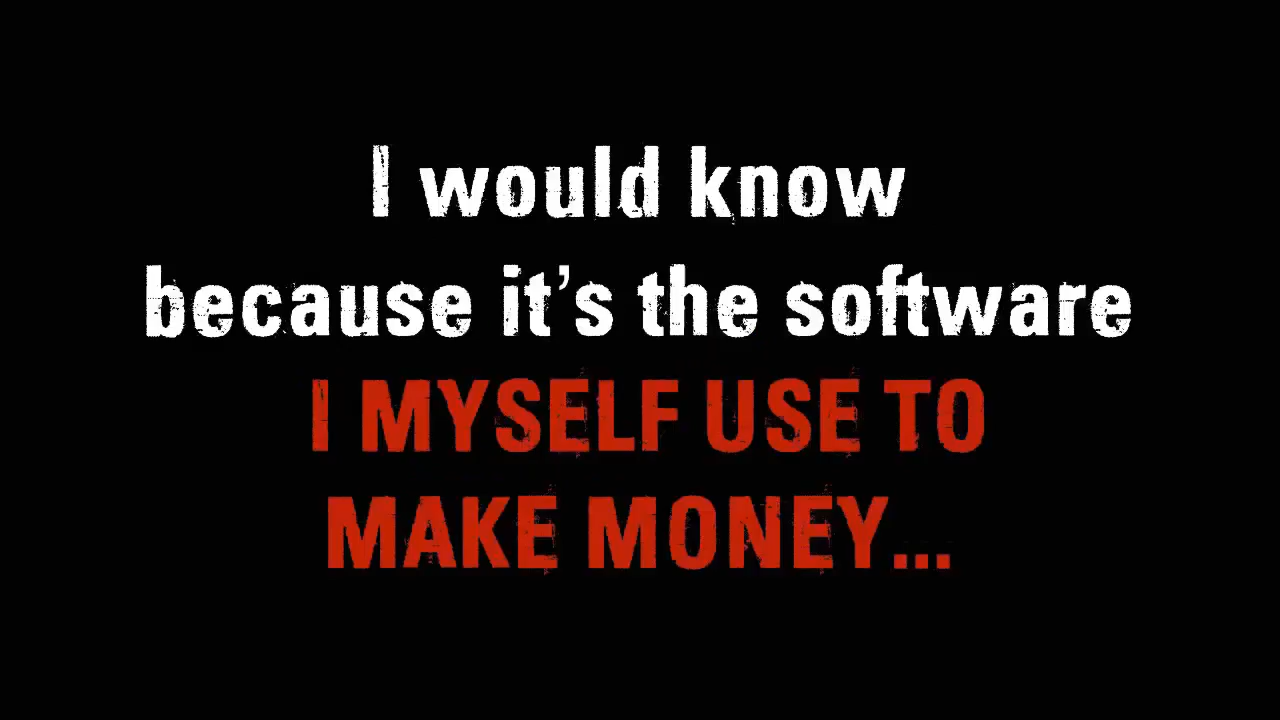 I would know
because it’s the software
I MYSELF USE TO
MAKE MONEY...